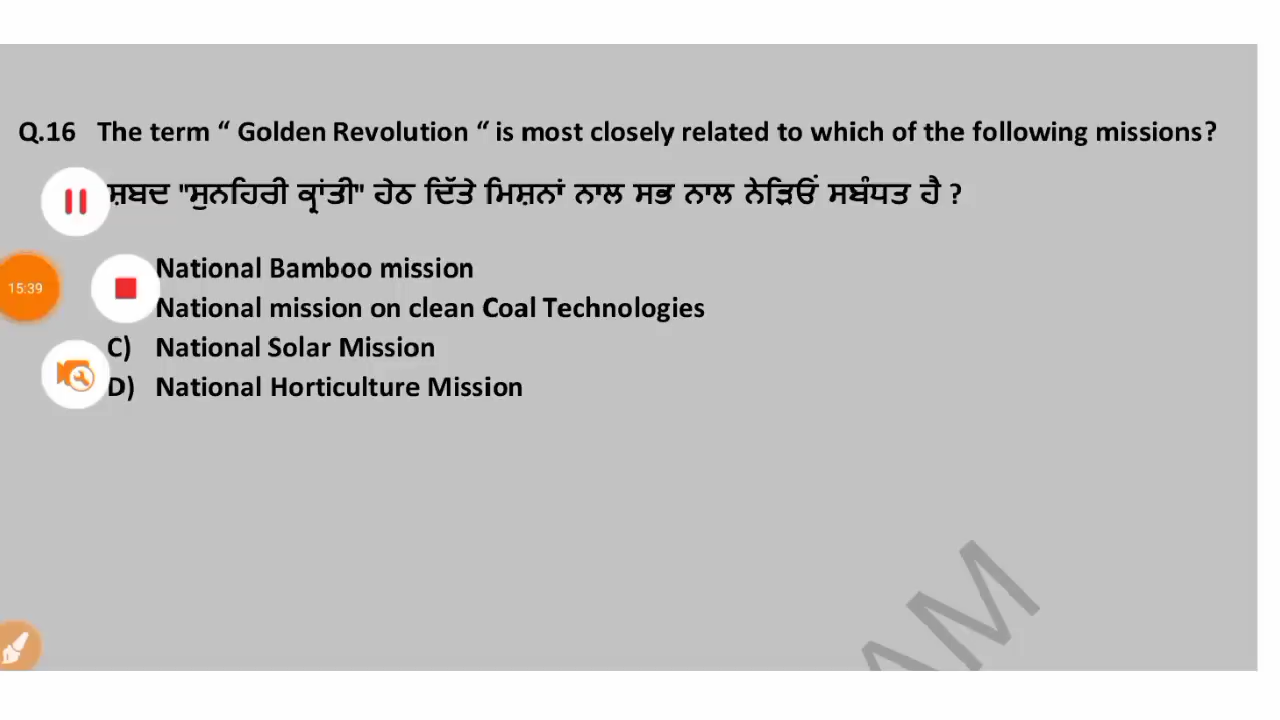 Q.16 The term “ Golden Revolution “ is most closely related to which of the following missions?
ਸ਼ਬਦ "ਸੁਨਹਿਰੀ ਕ੍ਰਾਂਤੀ" ਹੇਠ ਦਿੱਤੇ ਮਿਸ਼ਨਾਂ ਨਾਲ ਸਭ ਨਾਲ ਨੇੜਿਓਂ ਸਬੰਧਤ ਹੈ ?
National Bamboo mission
15:39
National mission on clean Coal Technologies
C) National Solar Mission
D) National Horticulture Mission